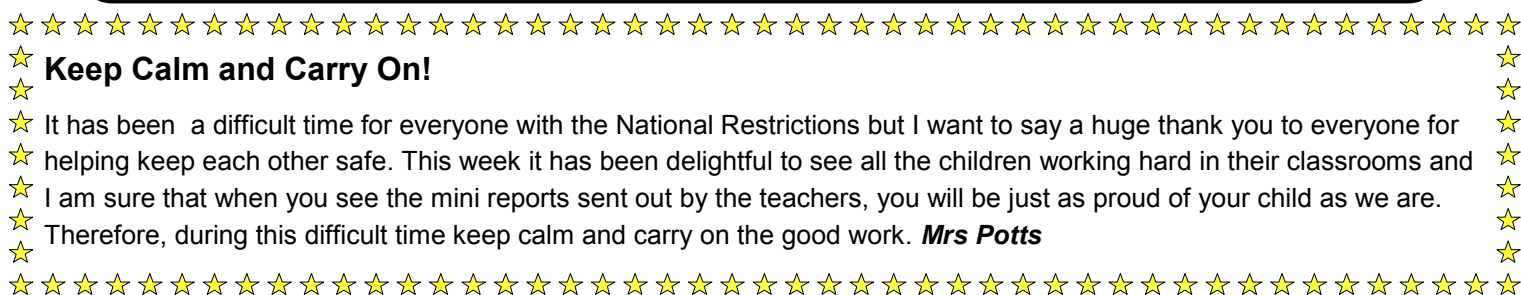 Keep Calm and Carry On!
It has been  a difficult time for everyone with the National Restrictions but I want to say a huge thank you to everyone for
helping keep each other safe. This week it has been delightful to see all the children working hard in their classrooms and
I am sure that when you see the mini reports sent out by the teachers, you will be just as proud of your child as we are.
Therefore, during this difficult time keep calm and carry on the good work. Mrs Potts